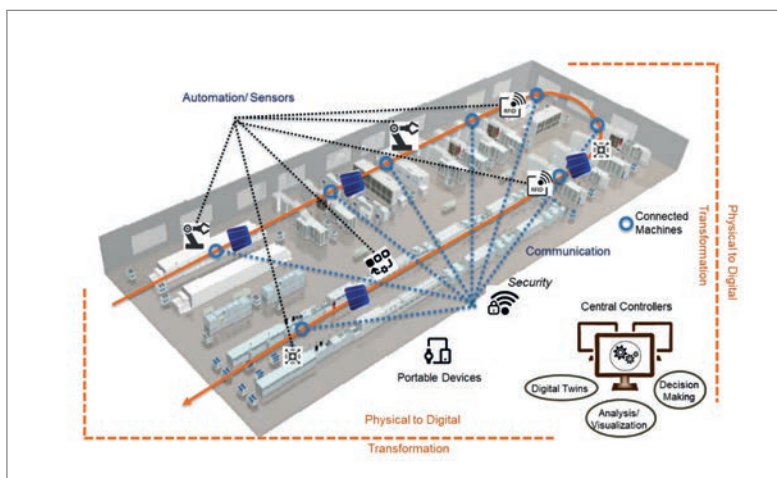 Automation/ Sensors
RFID
RFID
Connected
Machines
Communication
Security
Portable Devices
Central Controllers
Digital Twins
Decision
Making
Analysis/
Visualization
Physical to Digital
Transformation
Physical to Digital
Transformation